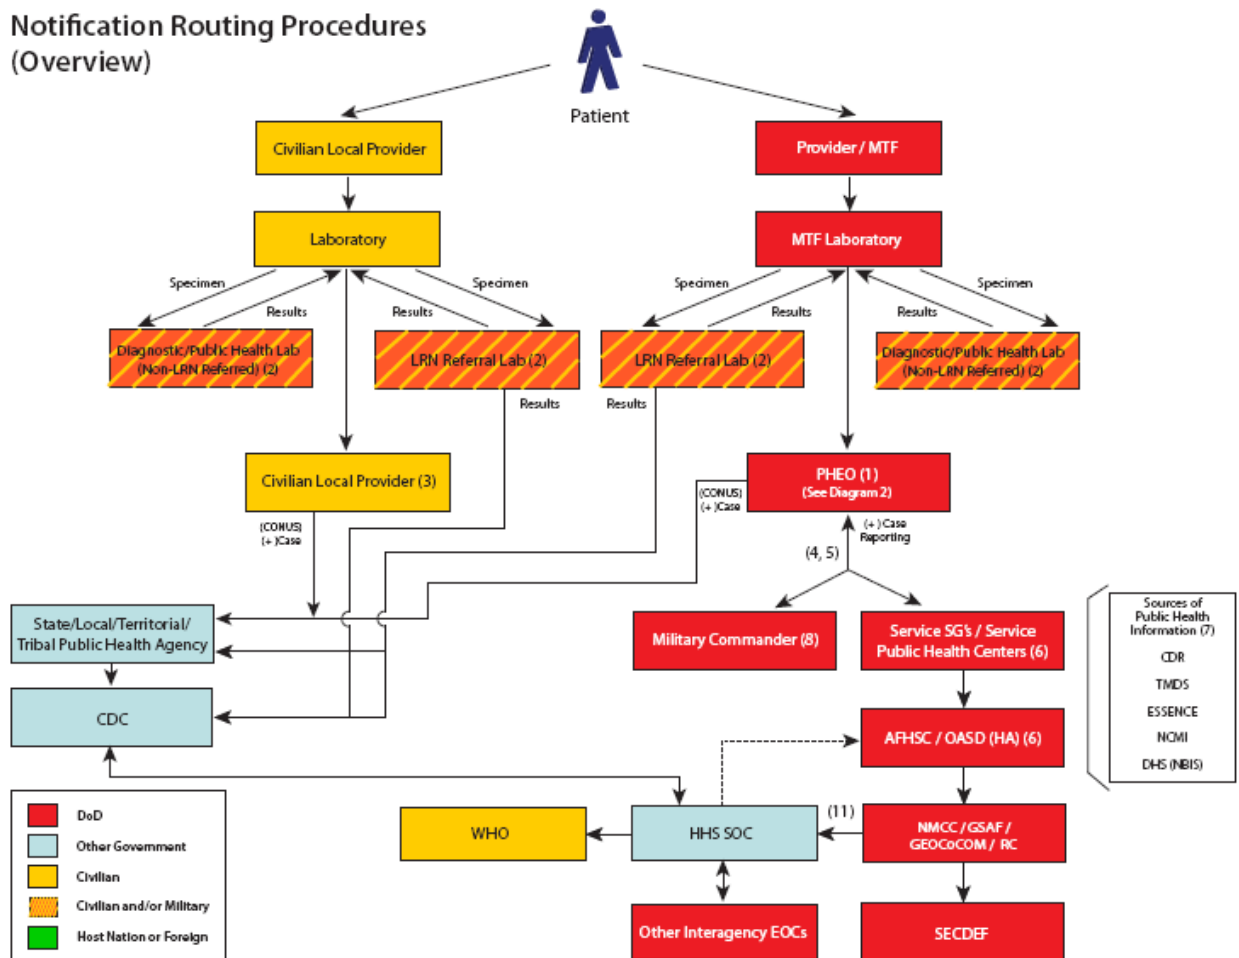 Notification Routing Procedures
(Overview)
Patient
Civilian Local Provider
Provider / MTF
Laboratory
MTF Laboratory
Specimen
Results
Results
Specimen
Specimen
Results
Results
Specimen
Diagnostic/Public Health Lab
(Non-LRN Referred) (2)
LRN Referral Lab (2)
LRN Referral Lab (2)
Diagnostic/Public Health Lab
(Non-LRN Referred) (2)
Results
Results
Civilian Local Provider (3)
PHEO (1)
(See Diagram 2)
(CONUS)
(+ )Case
(CONUS)
(+ )Case
(+ )Case
Reporting
(4, 5)
State/Local/Territorial/
Tribal Public Health Agency
Military Commander (8)
Service SG's / Service
Public Health Centers (6)
Sources of
Public Health
Information (7)
CDR
TMDS
ESSENCE
NCMI
DHS (NBIS)
CDC
AFHSC / OASD (HA) (6)
WHO
HHS SOC
(11)
NMCC / GSAF /
GEOCoCOM / RC
Other Interagency EOCs
SECDEF
DoD
Other Government
Civilian
Civilian and/or Military
Host Nation or Foreign